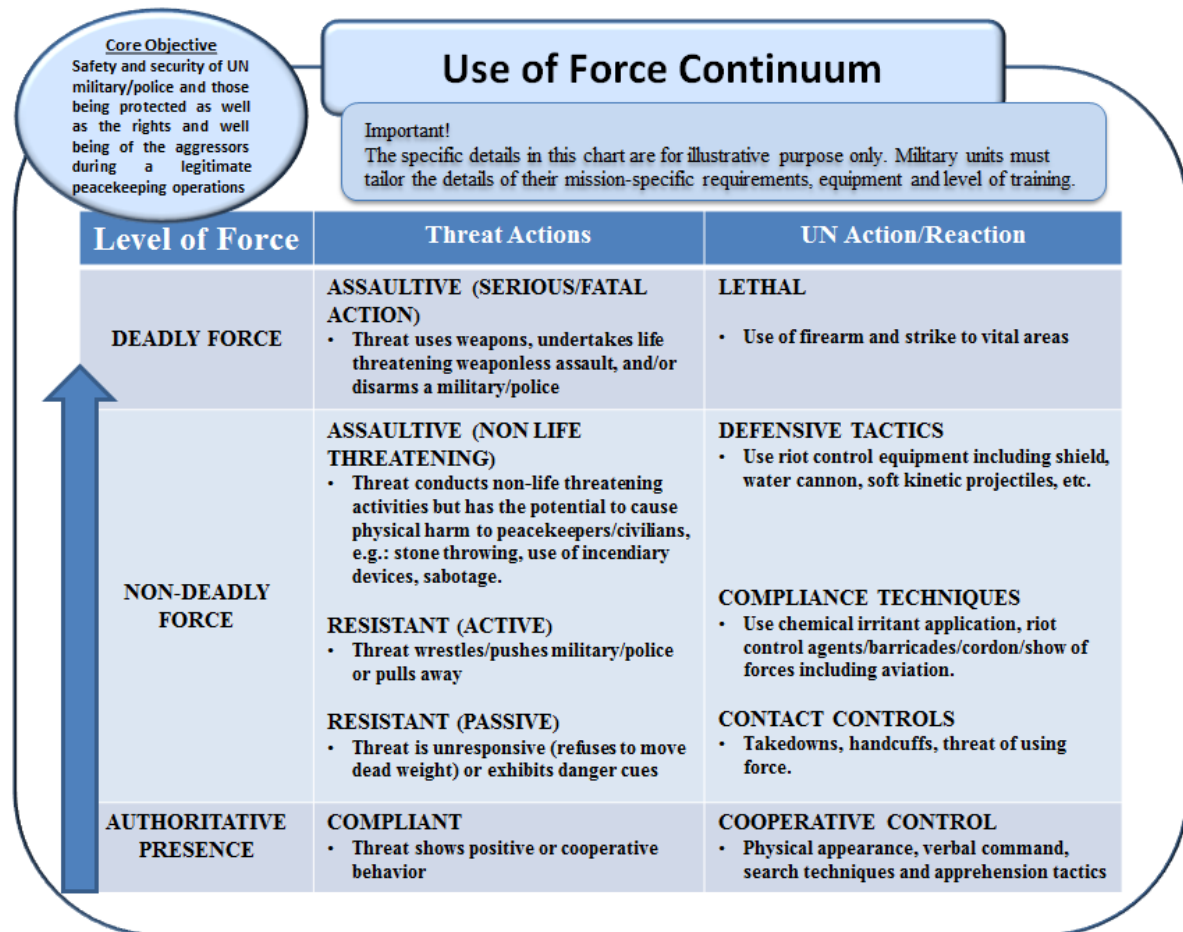 Core Objective
Safety and security of UN
military/police and those
being protected as well
as the rights and well
being of the aggressors
during a legitimate
peacekeeping operations
Use of Force Continuum
Important!
The specific details in this chart are for illustrative purpose only. Military units must
tailor the details of their mission-specific requirements, equipment and level of training.
Level of Force
Threat Actions
UN Action/Reaction
DEADLY FORCE
ASSAULTIVE (SERIOUS/FATAL
ACTION)
• Threat uses weapons, undertakes life
threatening weaponless assault, and/or
disarms a military/police
LETHAL
• Use of firearm and strike to vital areas
NON-DEADLY
FORCE
ASSAULTIVE (NON LIFE
THREATENING)
• Threat conducts non-life threatening
activities but has the potential to cause
physical harm to peacekeepers/civilians,
e.g.: stone throwing, use of incendiary
devices, sabotage.
DEFENSIVE TACTICS
• Use riot control equipment including shield,
water cannon, soft kinetic projectiles, etc.
RESISTANT (ACTIVE)
• Threat wrestles/pushes military/police
or pulls away
COMPLIANCE TECHNIQUES
• Use chemical irritant application, riot
control agents/barricades/cordon/show of
forces including aviation.
RESISTANT (PASSIVE)
• Threat is unresponsive (refuses to move
dead weight) or exhibits danger cues
CONTACT CONTROLS
• Takedowns, handcuffs, threat of using
force.
AUTHORITATIVE
PRESENCE
COMPLIANT
• Threat shows positive or cooperative
behavior
COOPERATIVE CONTROL
• Physical appearance, verbal command,
search techniques and apprehension tactics